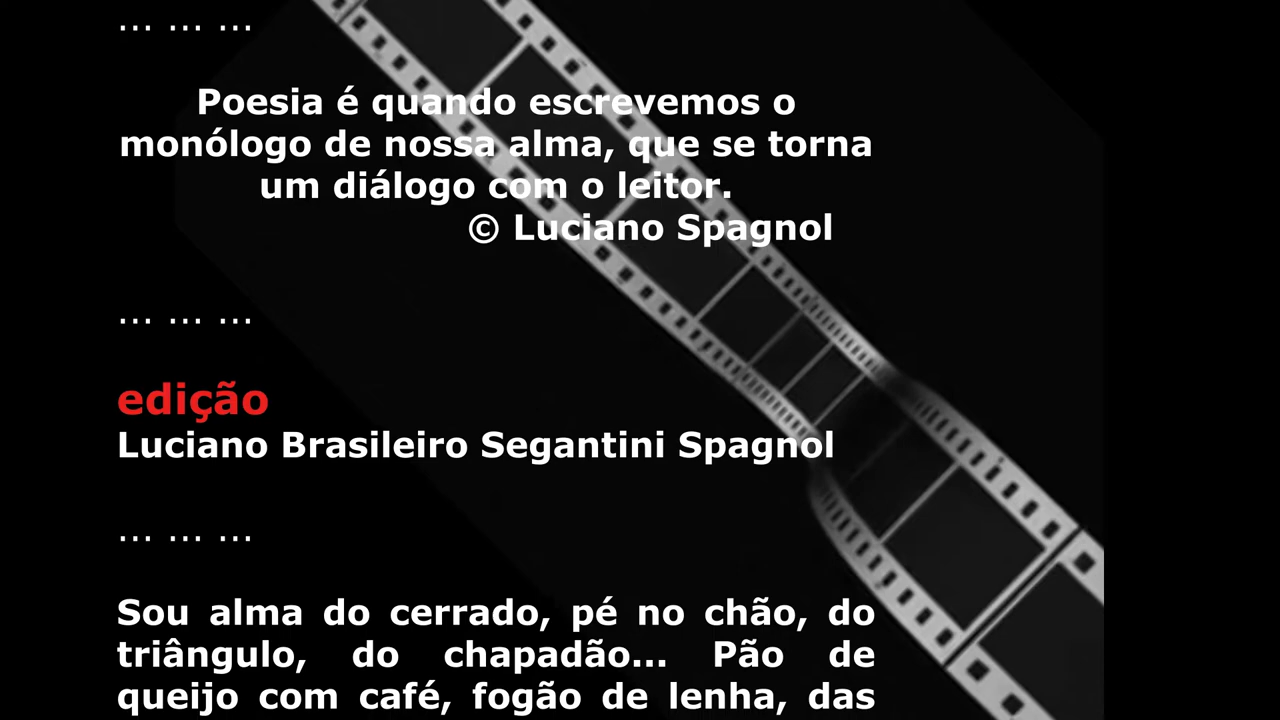 ... ... ...
Poesia é quando escrevemos o
monólogo de nossa alma, que se torna
um diálogo com o leitor.
© Luciano Spagnol
... ... ...
edição
Luciano Brasileiro Segantini Spagnol
... ... ...
Sou alma do cerrado, pé no chão, do
triângulo, do chapadão... Pão de
queijo com café, fogão de lenha, das